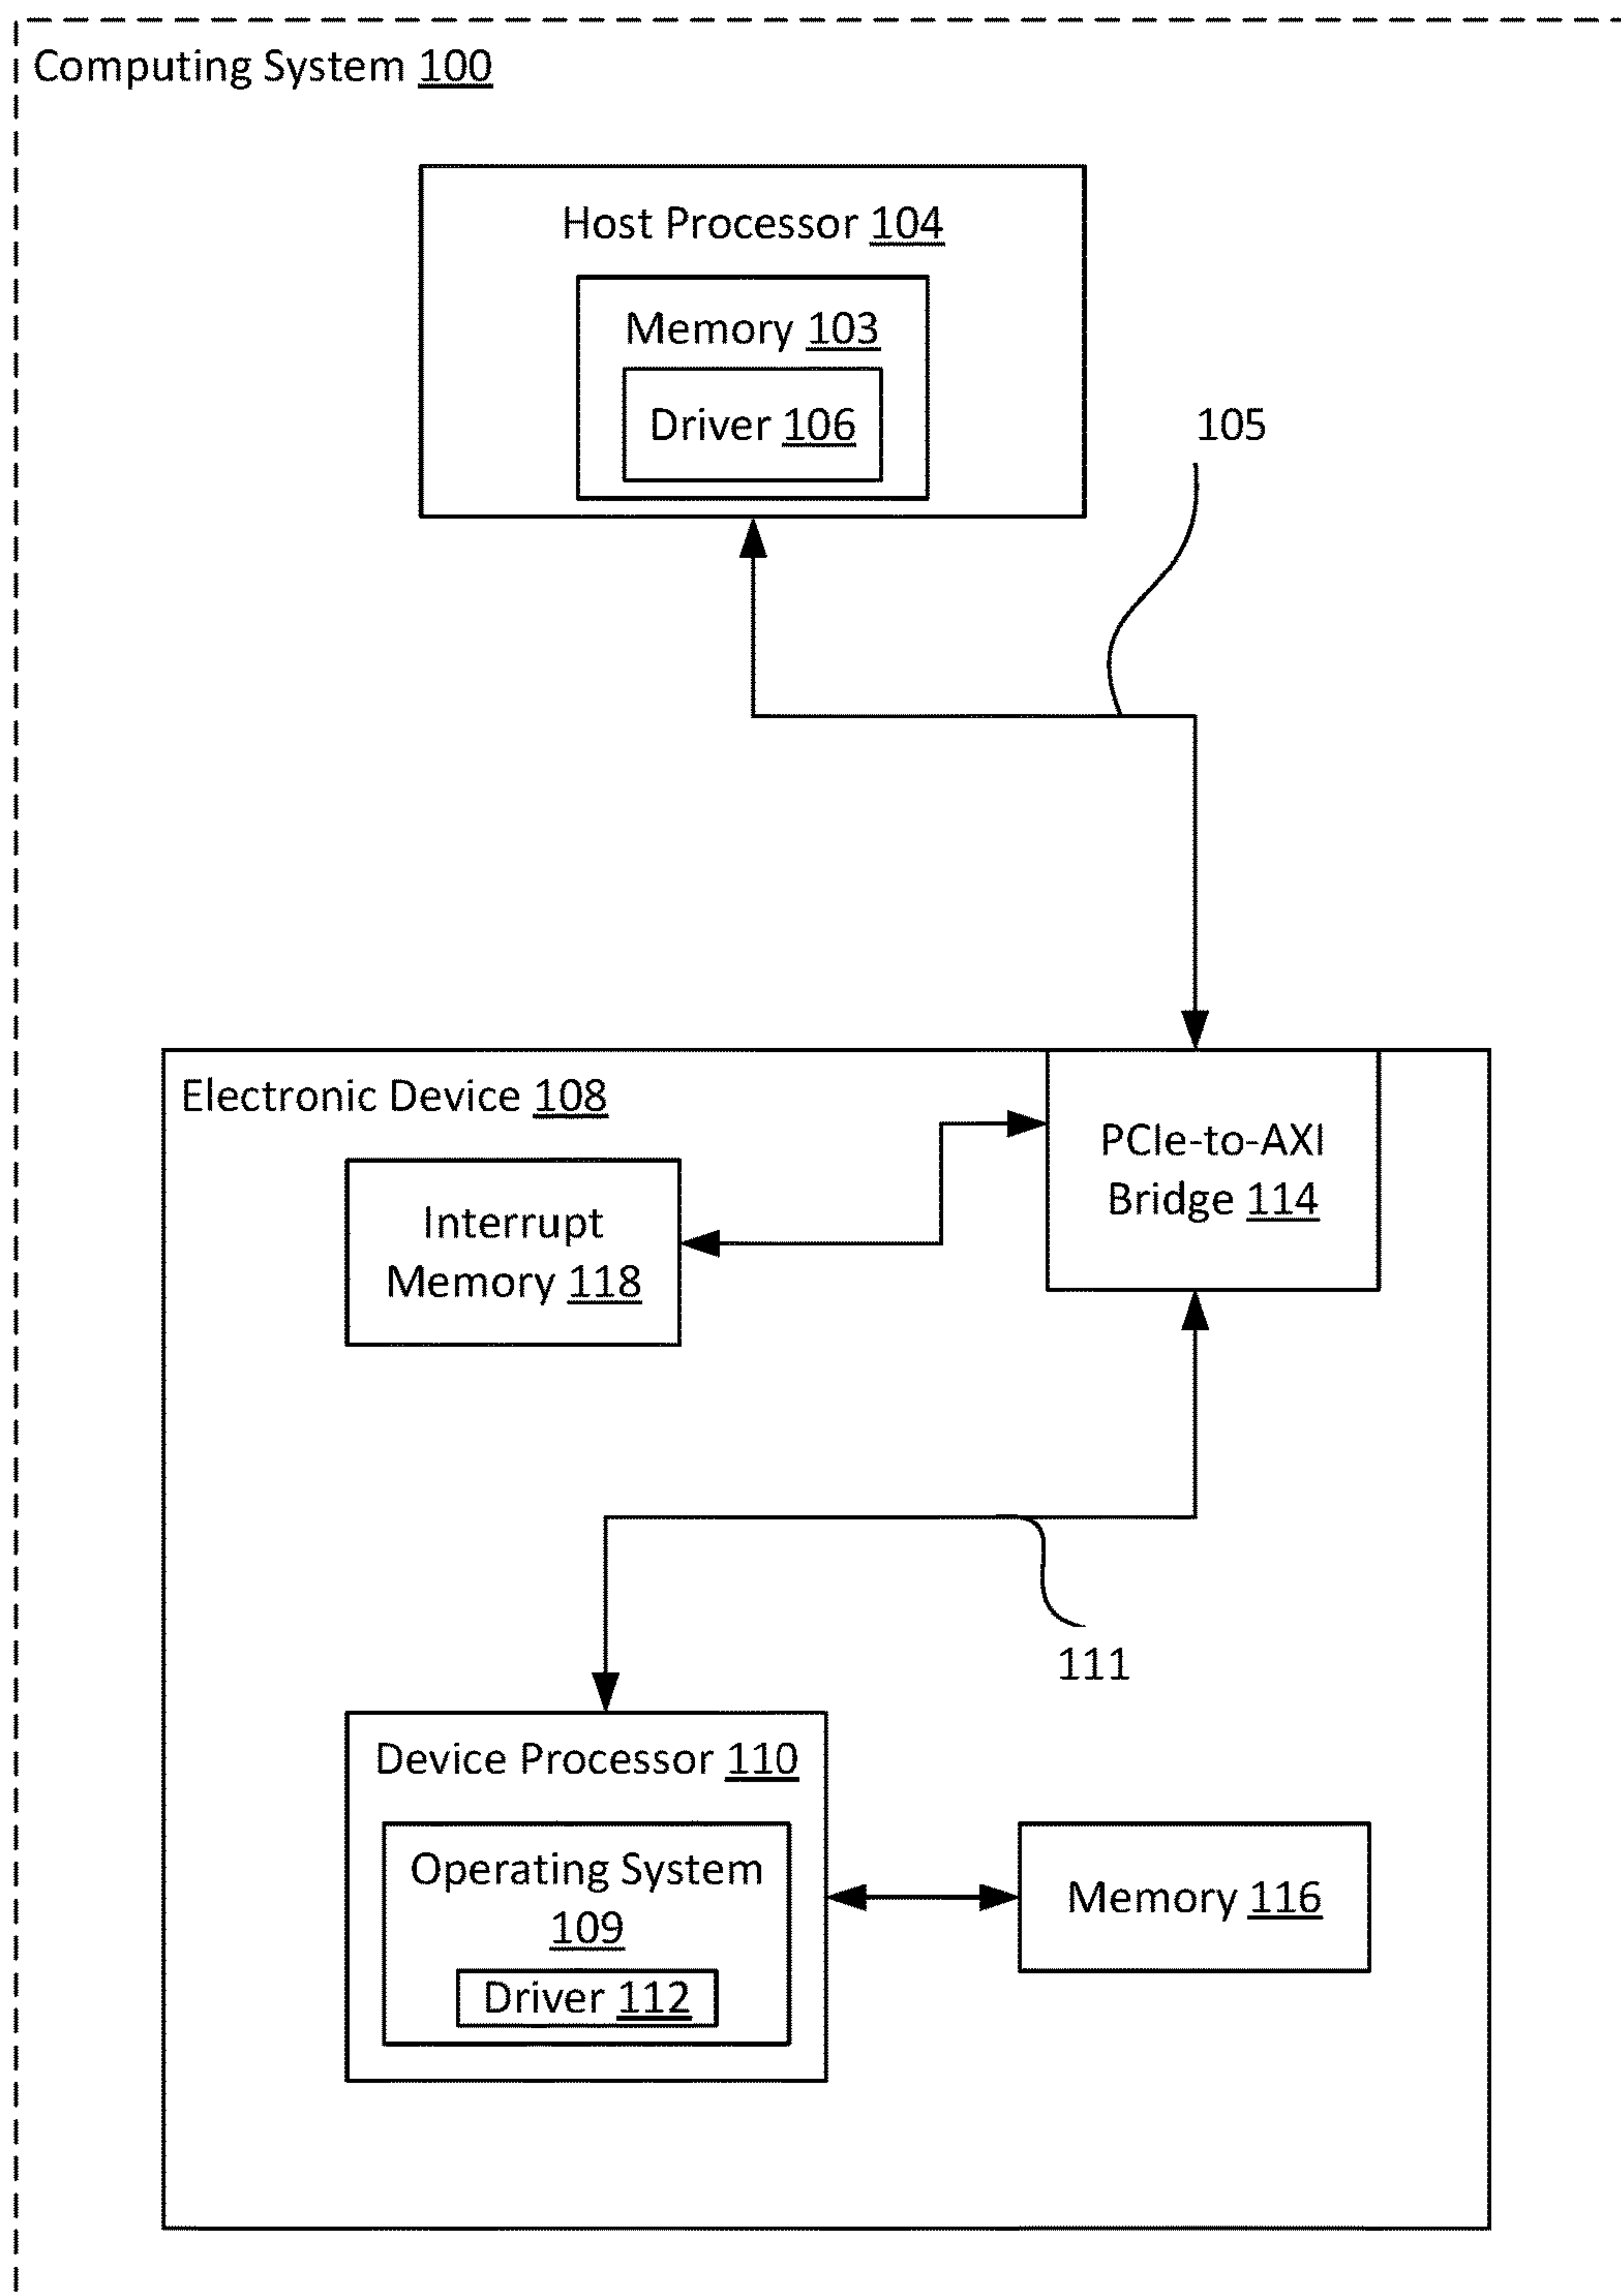 Computing System 100
Host Processor 104
Memory 103
Driver 106
105
Electronic Device 108
PCIe-to-AXI
Bridge 114
Interrupt
Memory 118
111
Device Processor 110
Operating System
109
Driver 112
Memory 116